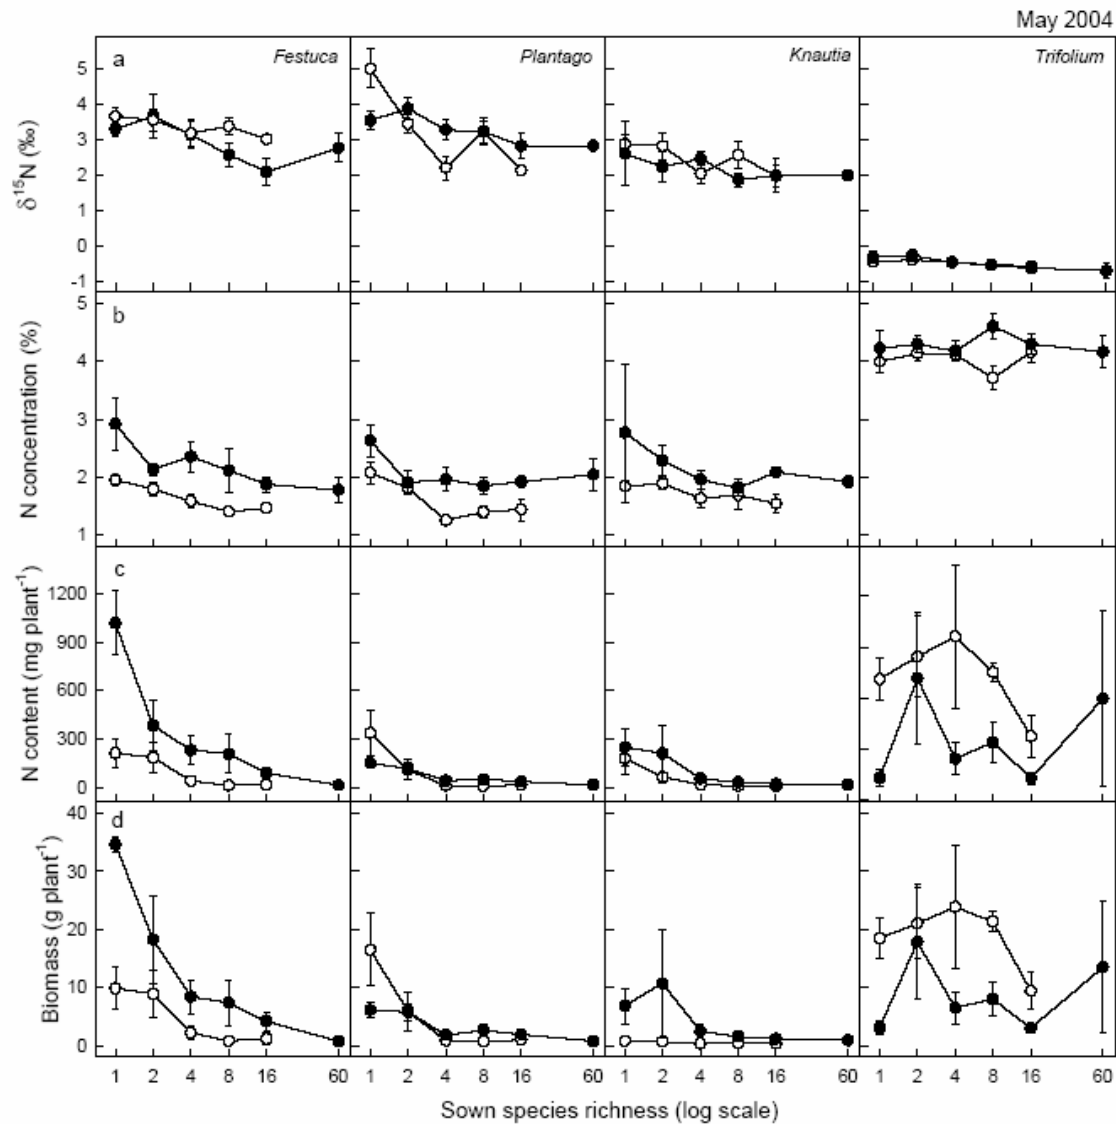 May 2004
a
Festuca
Plantago
Knautia
Trifolium
δ¹⁵N (‰)
5
4
3
2
1
0
-1
b
N concentration (%)
5
4
3
2
1
c
N content (mg plant⁻¹)
1200
900
600
300
0
d
Biomass (g plant⁻¹)
40
30
20
10
0
1 2 4 8 16 60 1 2 4 8 16 60 1 2 4 8 16 60 1 2 4 8 16 60
Sown species richness (log scale)